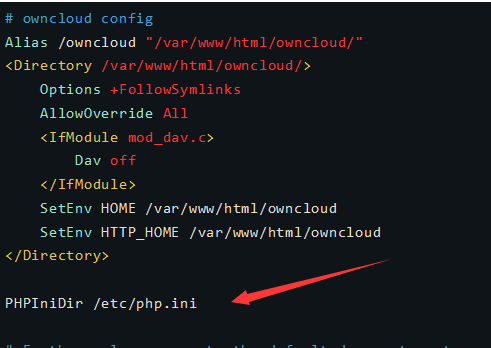 # owncloud config
Alias /owncloud "/var/www/html/owncloud/"
<Directory /var/www/html/owncloud/>
    Options +FollowSymlinks
    AllowOverride All
    <IfModule mod_dav.c>
        Dav off
    </IfModule>
    SetEnv HOME /var/www/html/owncloud
    SetEnv HTTP_HOME /var/www/html/owncloud
</Directory>
PHPIniDir /etc/php.ini